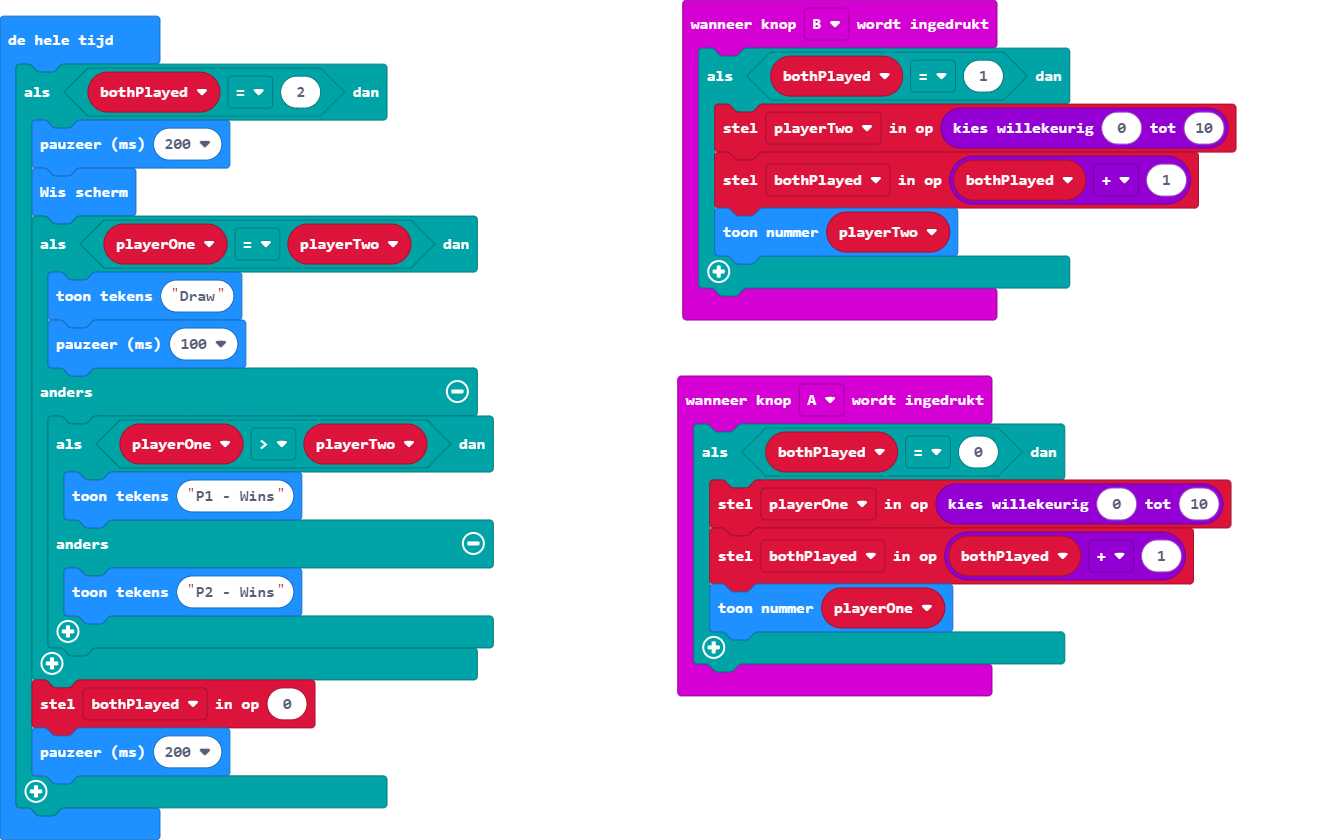 de hele tijd
als bothPlayed = 2 dan
pauzeer (ms) 200
Wis scherm
als playerOne = playerTwo dan
toon tekens "Draw"
pauzeer (ms) 100
anders
als playerOne > playerTwo dan
toon tekens "P1 - Wins"
anders
toon tekens "P2 - Wins"
stel bothPlayed in op 0
pauzeer (ms) 200
wanneer knop B wordt ingedrukt
als bothPlayed = 1 dan
stel playerTwo in op kies willekeurig 0 tot 10
stel bothPlayed in op bothPlayed + 1
toon nummer playerTwo
wanneer knop A wordt ingedrukt
als bothPlayed = 0 dan
stel playerOne in op kies willekeurig 0 tot 10
stel bothPlayed in op bothPlayed + 1
toon nummer playerOne